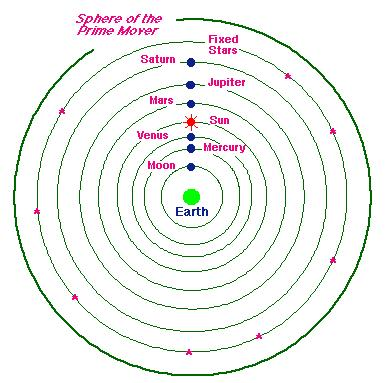 Sphere of the
Prime Mover
Fixed
Stars
Saturn
Jupiter
Mars
Sun
Venus
Mercury
Moon
Earth